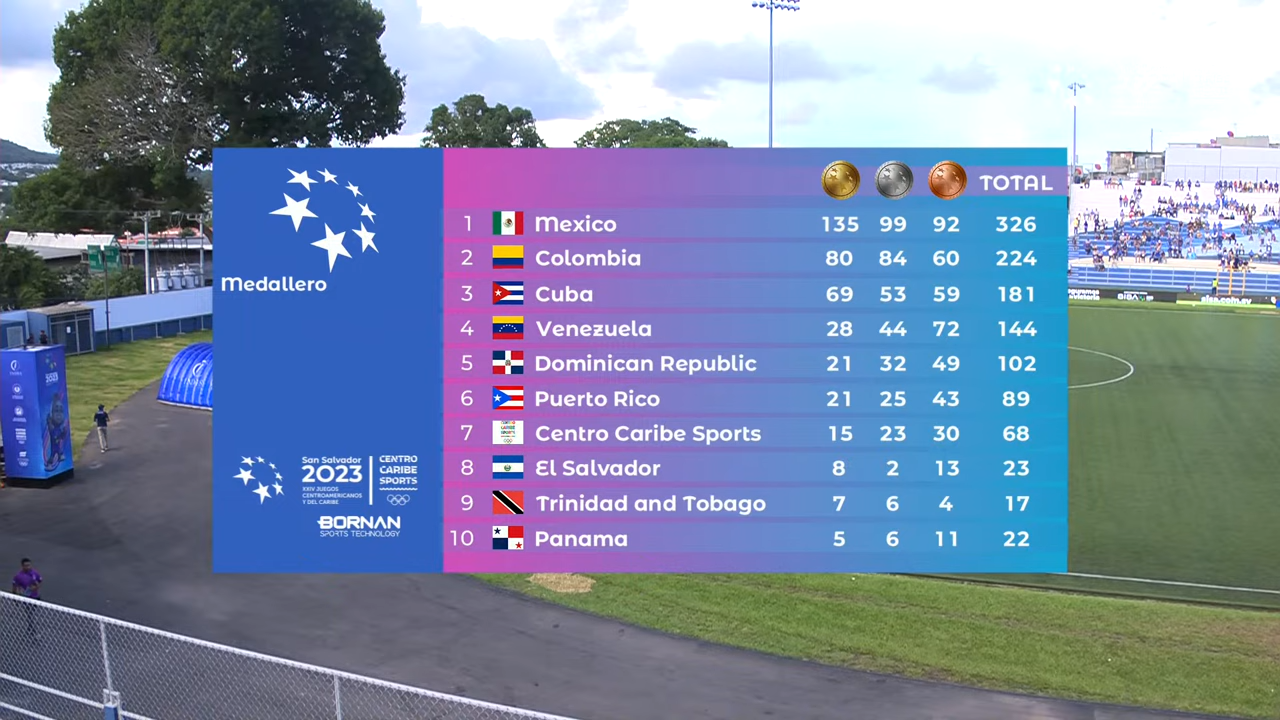 TOTAL
1 Mexico 135 99 92 326
2 Colombia 80 84 60 224
3 Cuba 69 53 59 181
4 Venezuela 28 44 72 144
5 Dominican Republic 21 32 49 102
6 Puerto Rico 21 25 43 89
7 Centro Caribe Sports 15 23 30 68
8 El Salvador 8 2 13 23
9 Trinidad and Tobago 7 6 4 17
10 Panama 5 6 11 22
Medallero
San Salvador
2023
XXIV JUEGOS
CENTROAMERICANOS
Y DEL CARIBE
CENTRO
CARIBE
SPORTS
BORNAN
SPORTS TECHNOLOGY